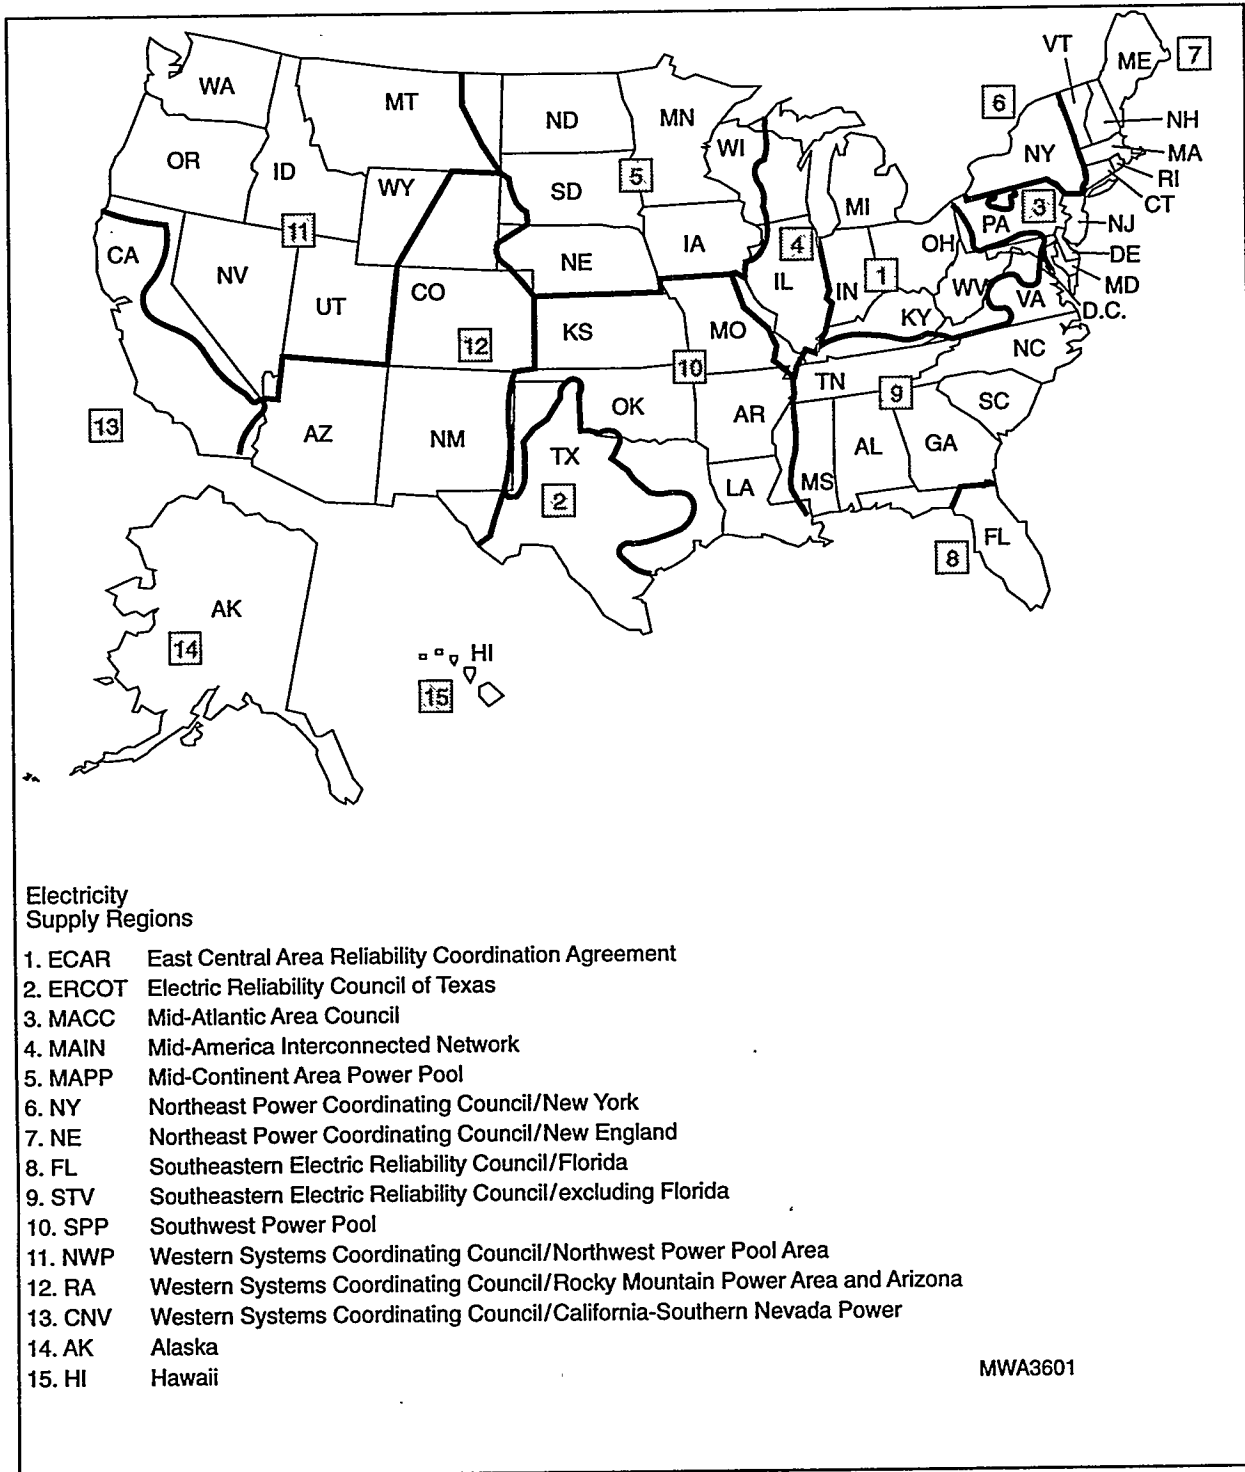 VT
ME
7
WA
MT
ND
MN
6
NH
OR
ID
WI
NY
MA
WY
SD
5
RI
CT
MI
PA
3
NJ
11
IA
4
OH
DE
CA
NV
NE
IL
IN
1
WV
MD
UT
CO
VA
D.C.
KS
MO
KY
12
NC
10
TN
9
SC
13
AZ
NM
OK
AR
TX
AL
GA
2
LA
MS
FL
8
AK
14
HI
15
Electricity
Supply Regions
1. ECAR East Central Area Reliability Coordination Agreement
2. ERCOT Electric Reliability Council of Texas
3. MACC Mid-Atlantic Area Council
4. MAIN Mid-America Interconnected Network
5. MAPP Mid-Continent Area Power Pool
6. NY Northeast Power Coordinating Council/New York
7. NE Northeast Power Coordinating Council/New England
8. FL Southeastern Electric Reliability Council/Florida
9. STV Southeastern Electric Reliability Council/excluding Florida
10. SPP Southwest Power Pool
11. NWP Western Systems Coordinating Council/Northwest Power Pool Area
12. RA Western Systems Coordinating Council/Rocky Mountain Power Area and Arizona
13. CNV Western Systems Coordinating Council/California-Southern Nevada Power
14. AK Alaska
15. HI Hawaii
MWA3601